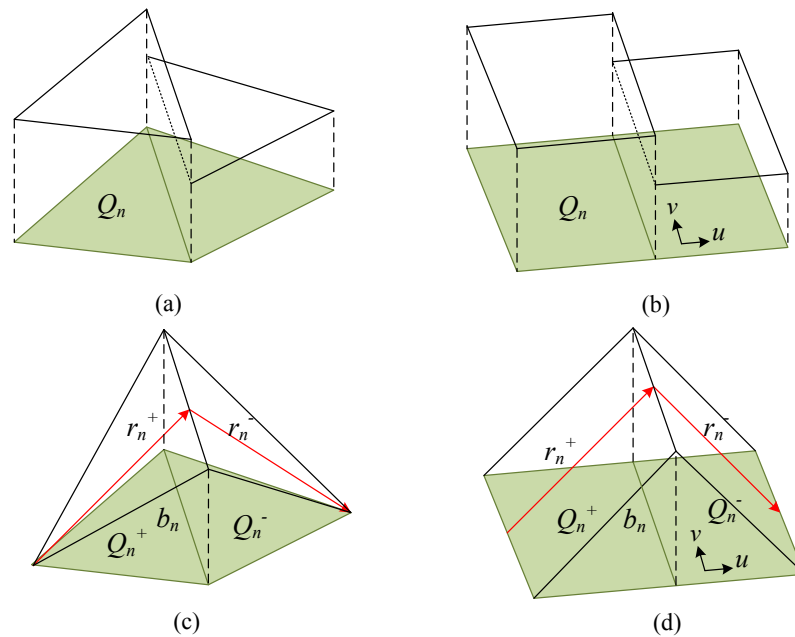 Qₙ
Qₙ
v
u
(a)
(b)
rₙ⁺
rₙ⁻
rₙ⁺
rₙ⁻
Qₙ⁺
bₙ
Qₙ⁻
Qₙ⁺
bₙ
Qₙ⁻
v
u
(c)
(d)